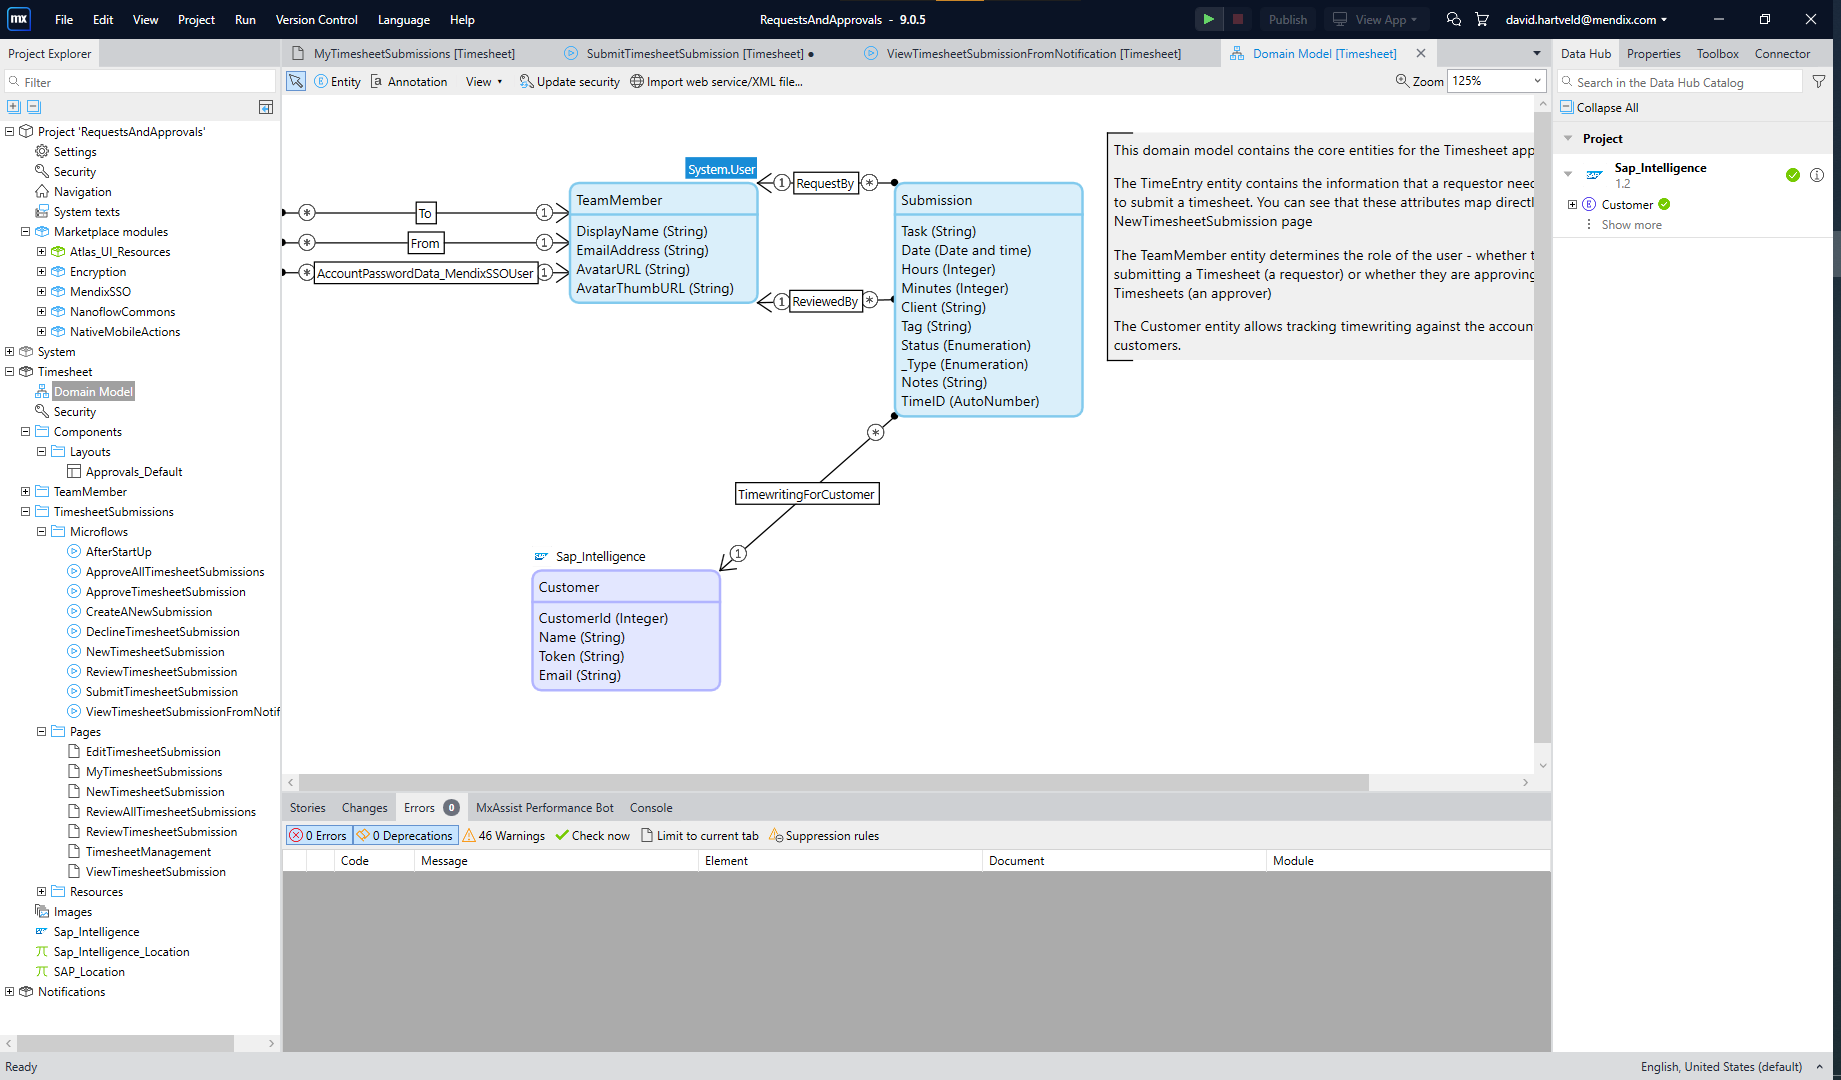 mx File Edit View Project Run Version Control Language Help RequestsAndApprovals - 9.0.5 Publish View App david.hartveld@mendix.com
Project Explorer
MyTimesheetSubmissions [Timesheet] SubmitTimesheetSubmission [Timesheet] • ViewTimesheetSubmissionFromNotification [Timesheet] Domain Model [Timesheet]
Data Hub Properties Toolbox Connector
Filter
Entity Annotation View Update security Import web service/XML file... Zoom 125%
Search in the Data Hub Catalog
Collapse All
Project
Sap_Intelligence
1.2
Customer
Show more
Project 'RequestsAndApprovals'
Settings
Security
Navigation
System texts
Marketplace modules
Atlas_UI_Resources
Encryption
MendixSSO
NanoflowCommons
NativeMobileActions
System
Timesheet
Domain Model
Security
Components
Layouts
Approvals_Default
TeamMember
TimesheetSubmissions
Microflows
AfterStartUp
ApproveAllTimesheetSubmissions
ApproveTimesheetSubmission
CreateANewSubmission
DeclineTimesheetSubmission
NewTimesheetSubmission
ReviewTimesheetSubmission
SubmitTimesheetSubmission
ViewTimesheetSubmissionFromNotif
Pages
EditTimesheetSubmission
MyTimesheetSubmissions
NewTimesheetSubmission
ReviewAllTimesheetSubmissions
ReviewTimesheetSubmission
TimesheetManagement
ViewTimesheetSubmission
Resources
Images
Sap_Intelligence
Sap_Intelligence_Location
SAP_Location
Notifications
* To 1
* From 1
* AccountPasswordData_MendixSSOUser 1
System.User
TeamMember
DisplayName (String)
EmailAddress (String)
AvatarURL (String)
AvatarThumbURL (String)
1 RequestBy *
1 ReviewedBy *
Submission
Task (String)
Date (Date and time)
Hours (Integer)
Minutes (Integer)
Client (String)
Tag (String)
Status (Enumeration)
_Type (Enumeration)
Notes (String)
TimeID (AutoNumber)
*
TimewritingForCustomer
1
SAP Sap_Intelligence
Customer
CustomerId (Integer)
Name (String)
Token (String)
Email (String)
This domain model contains the core entities for the Timesheet app
The TimeEntry entity contains the information that a requestor nee
to submit a timesheet. You can see that these attributes map directl
NewTimesheetSubmission page
The TeamMember entity determines the role of the user - whether t
submitting a Timesheet (a requestor) or whether they are approving
Timesheets (an approver)
The Customer entity allows tracking timewriting against the accoun
customers.
Stories Changes Errors 0 MxAssist Performance Bot Console
0 Errors 0 Deprecations 46 Warnings Check now Limit to current tab Suppression rules
Code Message Element Document Module
Ready
English, United States (default)